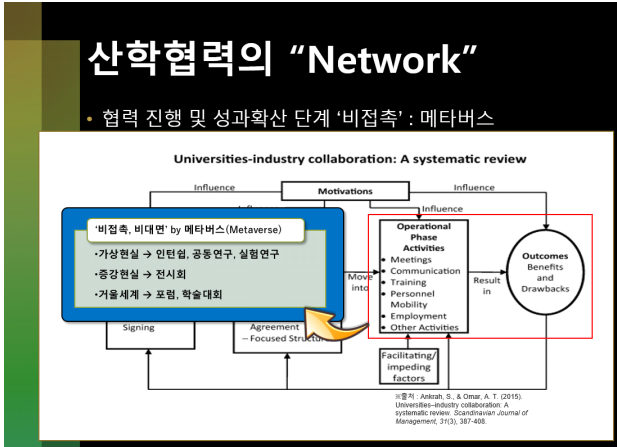 산학협력의 “Network”
• 협력 진행 및 성과확산 단계 ‘비접촉’ : 메타버스
Universities-industry collaboration: A systematic review
Influence
Motivations
Influence
Influence
‘비접촉, 비대면’ by 메타버스(Metaverse)
•가상현실 → 인턴쉽, 공동연구, 실험연구
•증강현실 → 전시회
•거울세계 → 포럼, 학술대회
Move
into
Operational
Phase
Activities
• Meetings
• Communication
• Training
• Personnel
Mobility
• Employment
• Other Activities
Result
in
Outcomes
Benefits
and
Drawbacks
Signing
Agreement
– Focused Structure
Facilitating/
impeding
factors
※출처 : Ankrah, S., & Omar, A. T. (2015).
Universities–industry collaboration: A
systematic review. Scandinavian Journal of
Management, 31(3), 387-408.